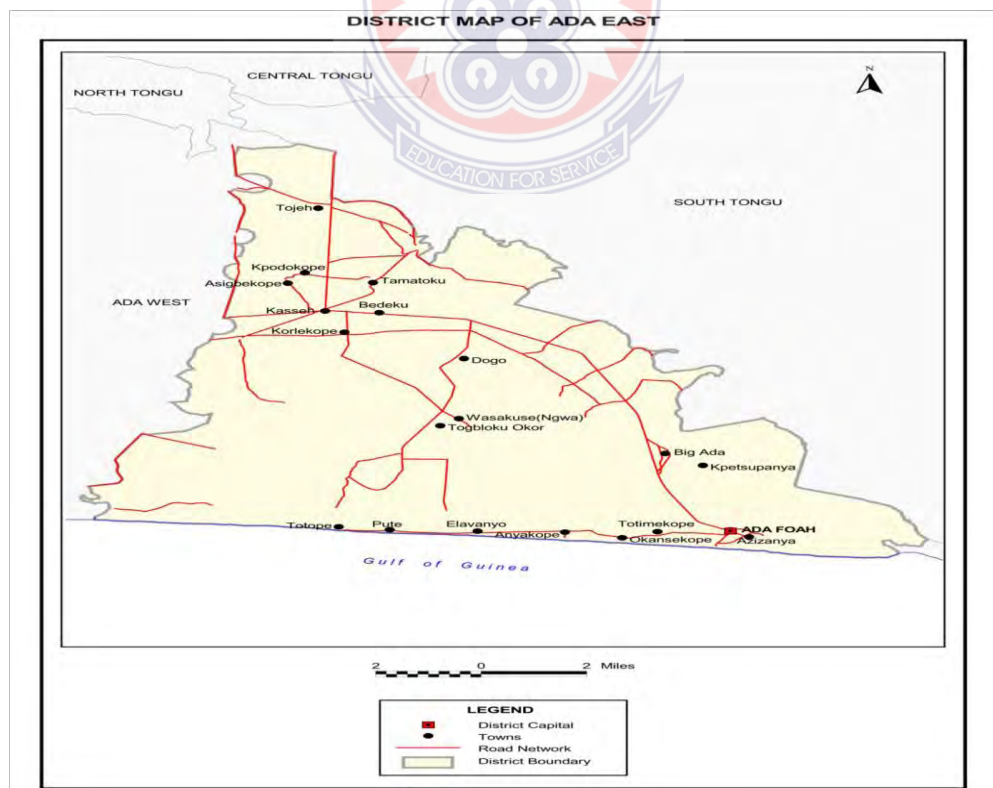 DISTRICT MAP OF ADA EAST
CENTRAL TONGU
NORTH TONGU
N
EDUCATION FOR SERVICE
SOUTH TONGU
Tojeh
Kpodokope
Asigbekope
Tamatoku
ADA WEST
Kasseh
Bedeku
Korlekope
Dogo
Wasakuse(Ngwa)
Togbloku Okor
Big Ada
Kpetsupanya
Totope
Pute
Elavanyo
Anyakope
Totimekope
Okansekope
ADA FOAH
Azizanya
Gulf of Guinea
2 0 2 Miles
LEGEND
District Capital
Towns
Road Network
District Boundary